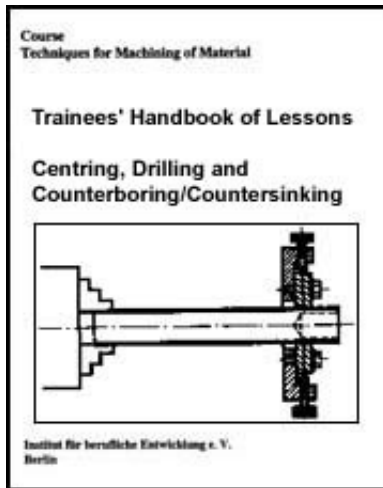 Course
Techniques for Machining of Material
Trainees' Handbook of Lessons
Centring, Drilling and
Counterboring/Countersinking
Institut für berufliche Entwicklung e. V.
Berlin